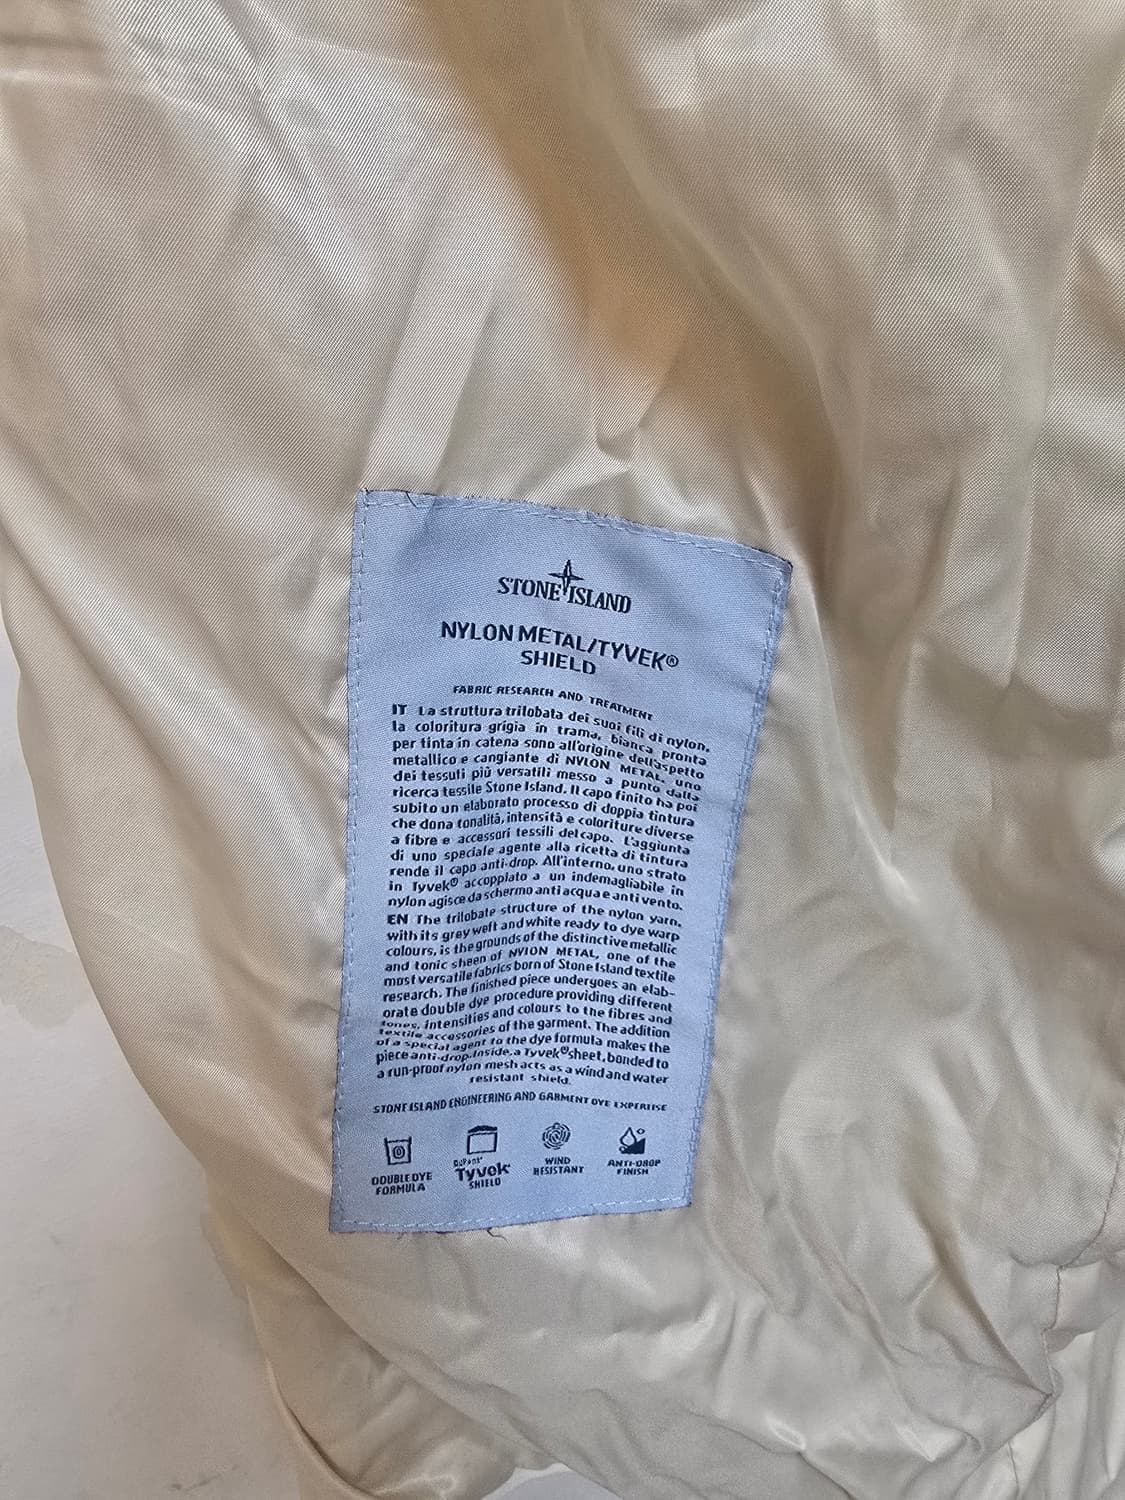 STONE ISLAND
NYLON METAL/TYVEK®
SHIELD
FABRIC RESEARCH AND TREATMENT
IT La struttura trilobata dei suoi fili di nylon,
la coloritura grigia in trama, bianca pronta
per tinta in catena sono all'origine dell'aspetto
metallico e cangiante di NYLON METAL, uno
dei tessuti più versatili messo a punto dalla
ricerca tessile Stone Island. Il capo finito ha poi
subito un elaborato processo di doppia tintura
che dona tonalità, intensità e coloriture diverse
a fibre e accessori tessili del capo. L'aggiunta
di uno speciale agente alla ricetta di tintura
rende il capo anti-drop. All'interno, uno strato
in Tyvek® accoppiato a un indemagliabile in
nylon agisce da schermo anti acqua e anti vento.
EN The trilobate structure of the nylon yarn,
with its grey weft and white ready to dye warp
colours, is the grounds of the distinctive metallic
and tonic sheen of NYLON METAL, one of the
most versatile fabrics born of Stone Island textile
research. The finished piece undergoes an elab-
orate double dye procedure providing different
tones, intensities and colours to the fibres and
textile accessories of the garment. The addition
of a special agent to the dye formula makes the
piece anti-drop. Inside, a Tyvek® sheet, bonded to
a run-proof nylon mesh acts as a wind and water
resistant shield.
STONE ISLAND ENGINEERING AND GARMENT DYE EXPERTISE
DOUBLE DYE
FORMULA
DuPont™
Tyvek®
SHIELD
WIND
RESISTANT
ANTI-DROP
FINISH